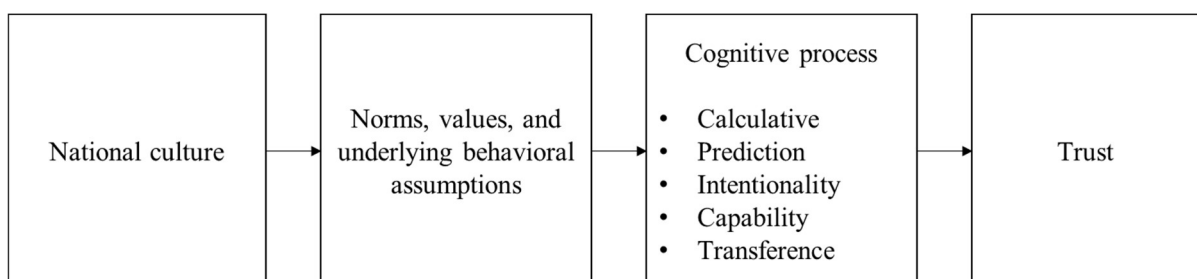 National culture
Norms, values, and
underlying behavioral
assumptions
Cognitive process
• Calculative
• Prediction
• Intentionality
• Capability
• Transference
Trust